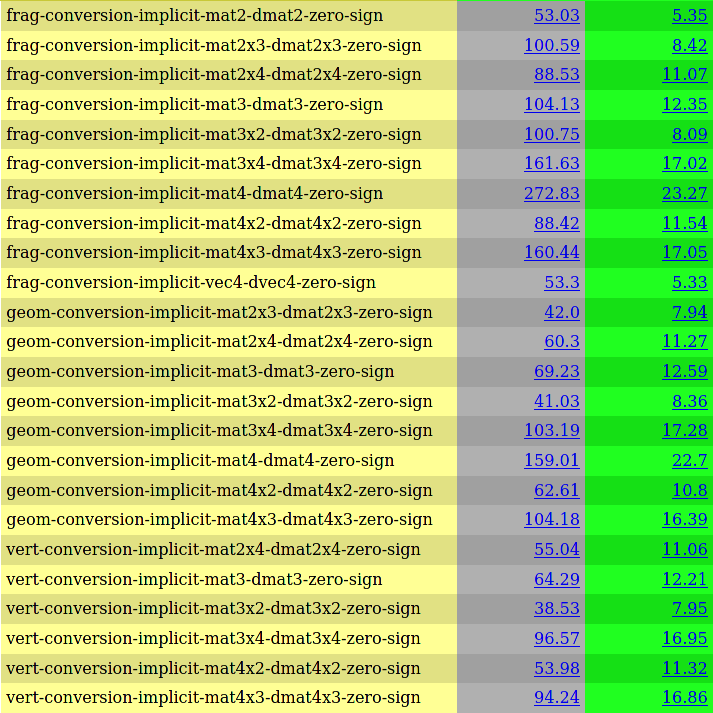 frag-conversion-implicit-mat2-dmat2-zero-sign 53.03 5.35
frag-conversion-implicit-mat2x3-dmat2x3-zero-sign 100.59 8.42
frag-conversion-implicit-mat2x4-dmat2x4-zero-sign 88.53 11.07
frag-conversion-implicit-mat3-dmat3-zero-sign 104.13 12.35
frag-conversion-implicit-mat3x2-dmat3x2-zero-sign 100.75 8.09
frag-conversion-implicit-mat3x4-dmat3x4-zero-sign 161.63 17.02
frag-conversion-implicit-mat4-dmat4-zero-sign 272.83 23.27
frag-conversion-implicit-mat4x2-dmat4x2-zero-sign 88.42 11.54
frag-conversion-implicit-mat4x3-dmat4x3-zero-sign 160.44 17.05
frag-conversion-implicit-vec4-dvec4-zero-sign 53.3 5.33
geom-conversion-implicit-mat2x3-dmat2x3-zero-sign 42.0 7.94
geom-conversion-implicit-mat2x4-dmat2x4-zero-sign 60.3 11.27
geom-conversion-implicit-mat3-dmat3-zero-sign 69.23 12.59
geom-conversion-implicit-mat3x2-dmat3x2-zero-sign 41.03 8.36
geom-conversion-implicit-mat3x4-dmat3x4-zero-sign 103.19 17.28
geom-conversion-implicit-mat4-dmat4-zero-sign 159.01 22.7
geom-conversion-implicit-mat4x2-dmat4x2-zero-sign 62.61 10.8
geom-conversion-implicit-mat4x3-dmat4x3-zero-sign 104.18 16.39
vert-conversion-implicit-mat2x4-dmat2x4-zero-sign 55.04 11.06
vert-conversion-implicit-mat3-dmat3-zero-sign 64.29 12.21
vert-conversion-implicit-mat3x2-dmat3x2-zero-sign 38.53 7.95
vert-conversion-implicit-mat3x4-dmat3x4-zero-sign 96.57 16.95
vert-conversion-implicit-mat4x2-dmat4x2-zero-sign 53.98 11.32
vert-conversion-implicit-mat4x3-dmat4x3-zero-sign 94.24 16.86